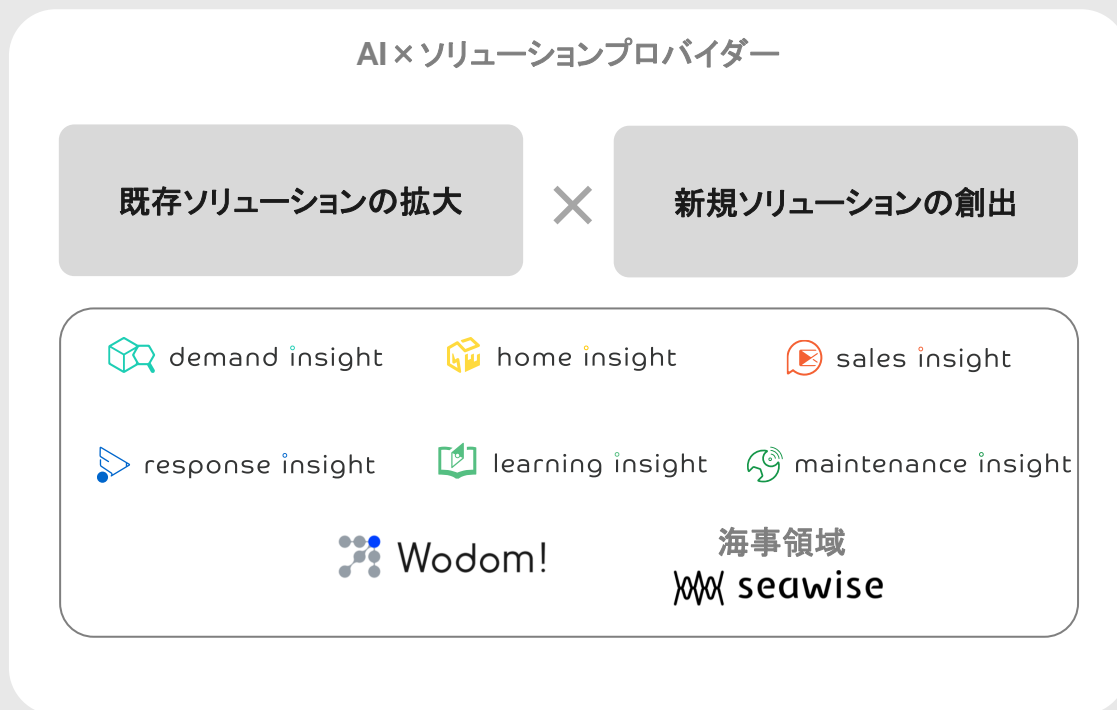 AI×ソリューションプロバイダー
既存ソリューションの拡大
×
新規ソリューションの創出
demand insight
home insight
sales insight
response insight
learning insight
maintenance insight
Wodom!
海事領域
seawise